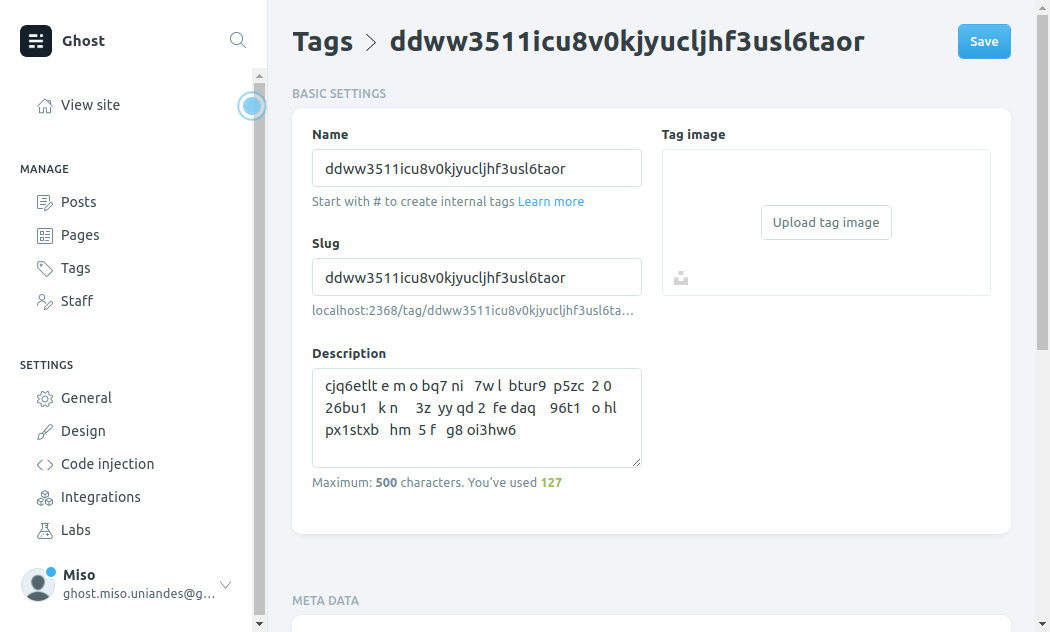 Ghost
View site
MANAGE
Posts
Pages
Tags
Staff
SETTINGS
General
Design
Code injection
Integrations
Labs
Miso
ghost.miso.uniandes@g...
Tags > ddww3511icu8v0kjyucljhf3usl6taor
Save
BASIC SETTINGS
Name
ddww3511icu8v0kjyucljhf3usl6taor
Start with # to create internal tags Learn more
Slug
ddww3511icu8v0kjyucljhf3usl6taor
localhost:2368/tag/ddww3511icu8v0kjyucljhf3usl6ta...
Description
cjq6etlt e m o bq7 ni 7w l btur9 p5zc 2 0
26bu1 k n 3z yy qd 2 fe daq 96t1 o hl
px1stxb hm 5 f g8 oi3hw6
Maximum: 500 characters. You've used 127
Tag image
Upload tag image
META DATA